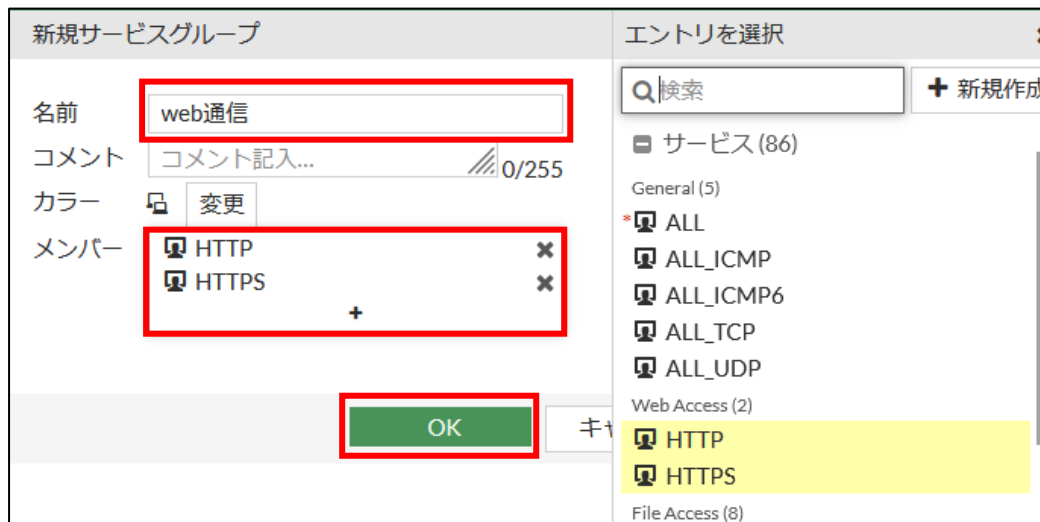 新規サービスグループ
名前
web通信
コメント
コメント記入...
0/255
カラー
変更
メンバー
HTTP
HTTPS
+
OK
キャ
エントリを選択
検索
+ 新規作成
サービス (86)
General (5)
*ALL
ALL_ICMP
ALL_ICMP6
ALL_TCP
ALL_UDP
Web Access (2)
HTTP
HTTPS
File Access (8)